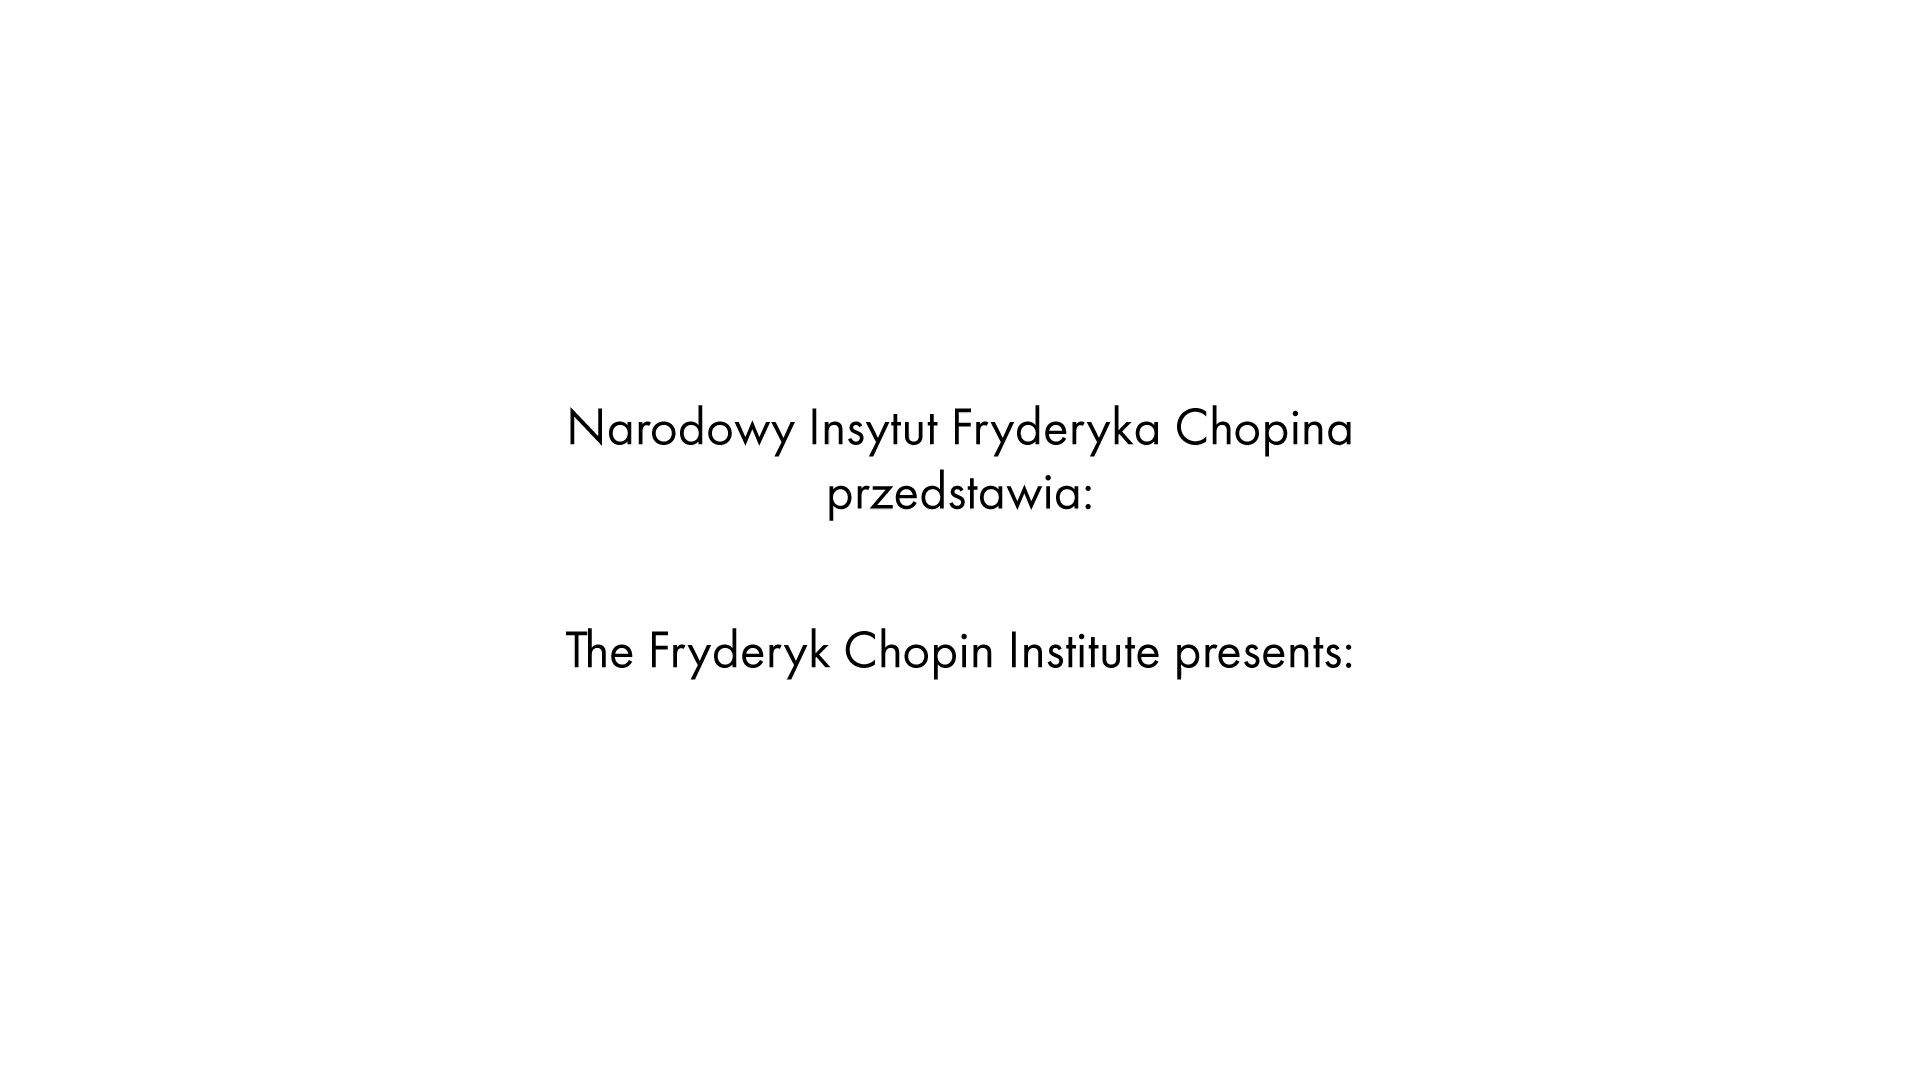 Narodowy Insytut Fryderyka Chopina
przedstawia:
The Fryderyk Chopin Institute presents: